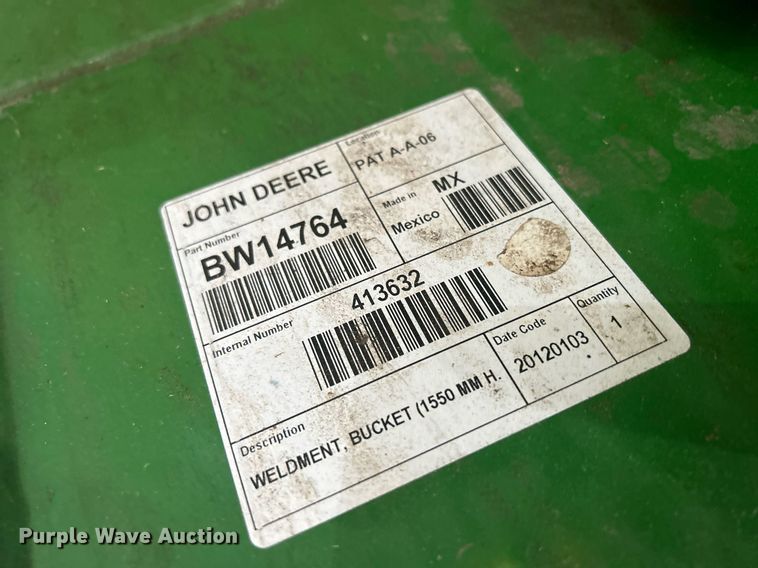 JOHN DEERE
Location
PAT A-A-06
Part Number
BW14764
Made in
MX
Mexico
Internal Number
413632
Description
WELDMENT, BUCKET (1550 MM H.
Date Code
20120103
Quantity
1
Purple Wave Auction